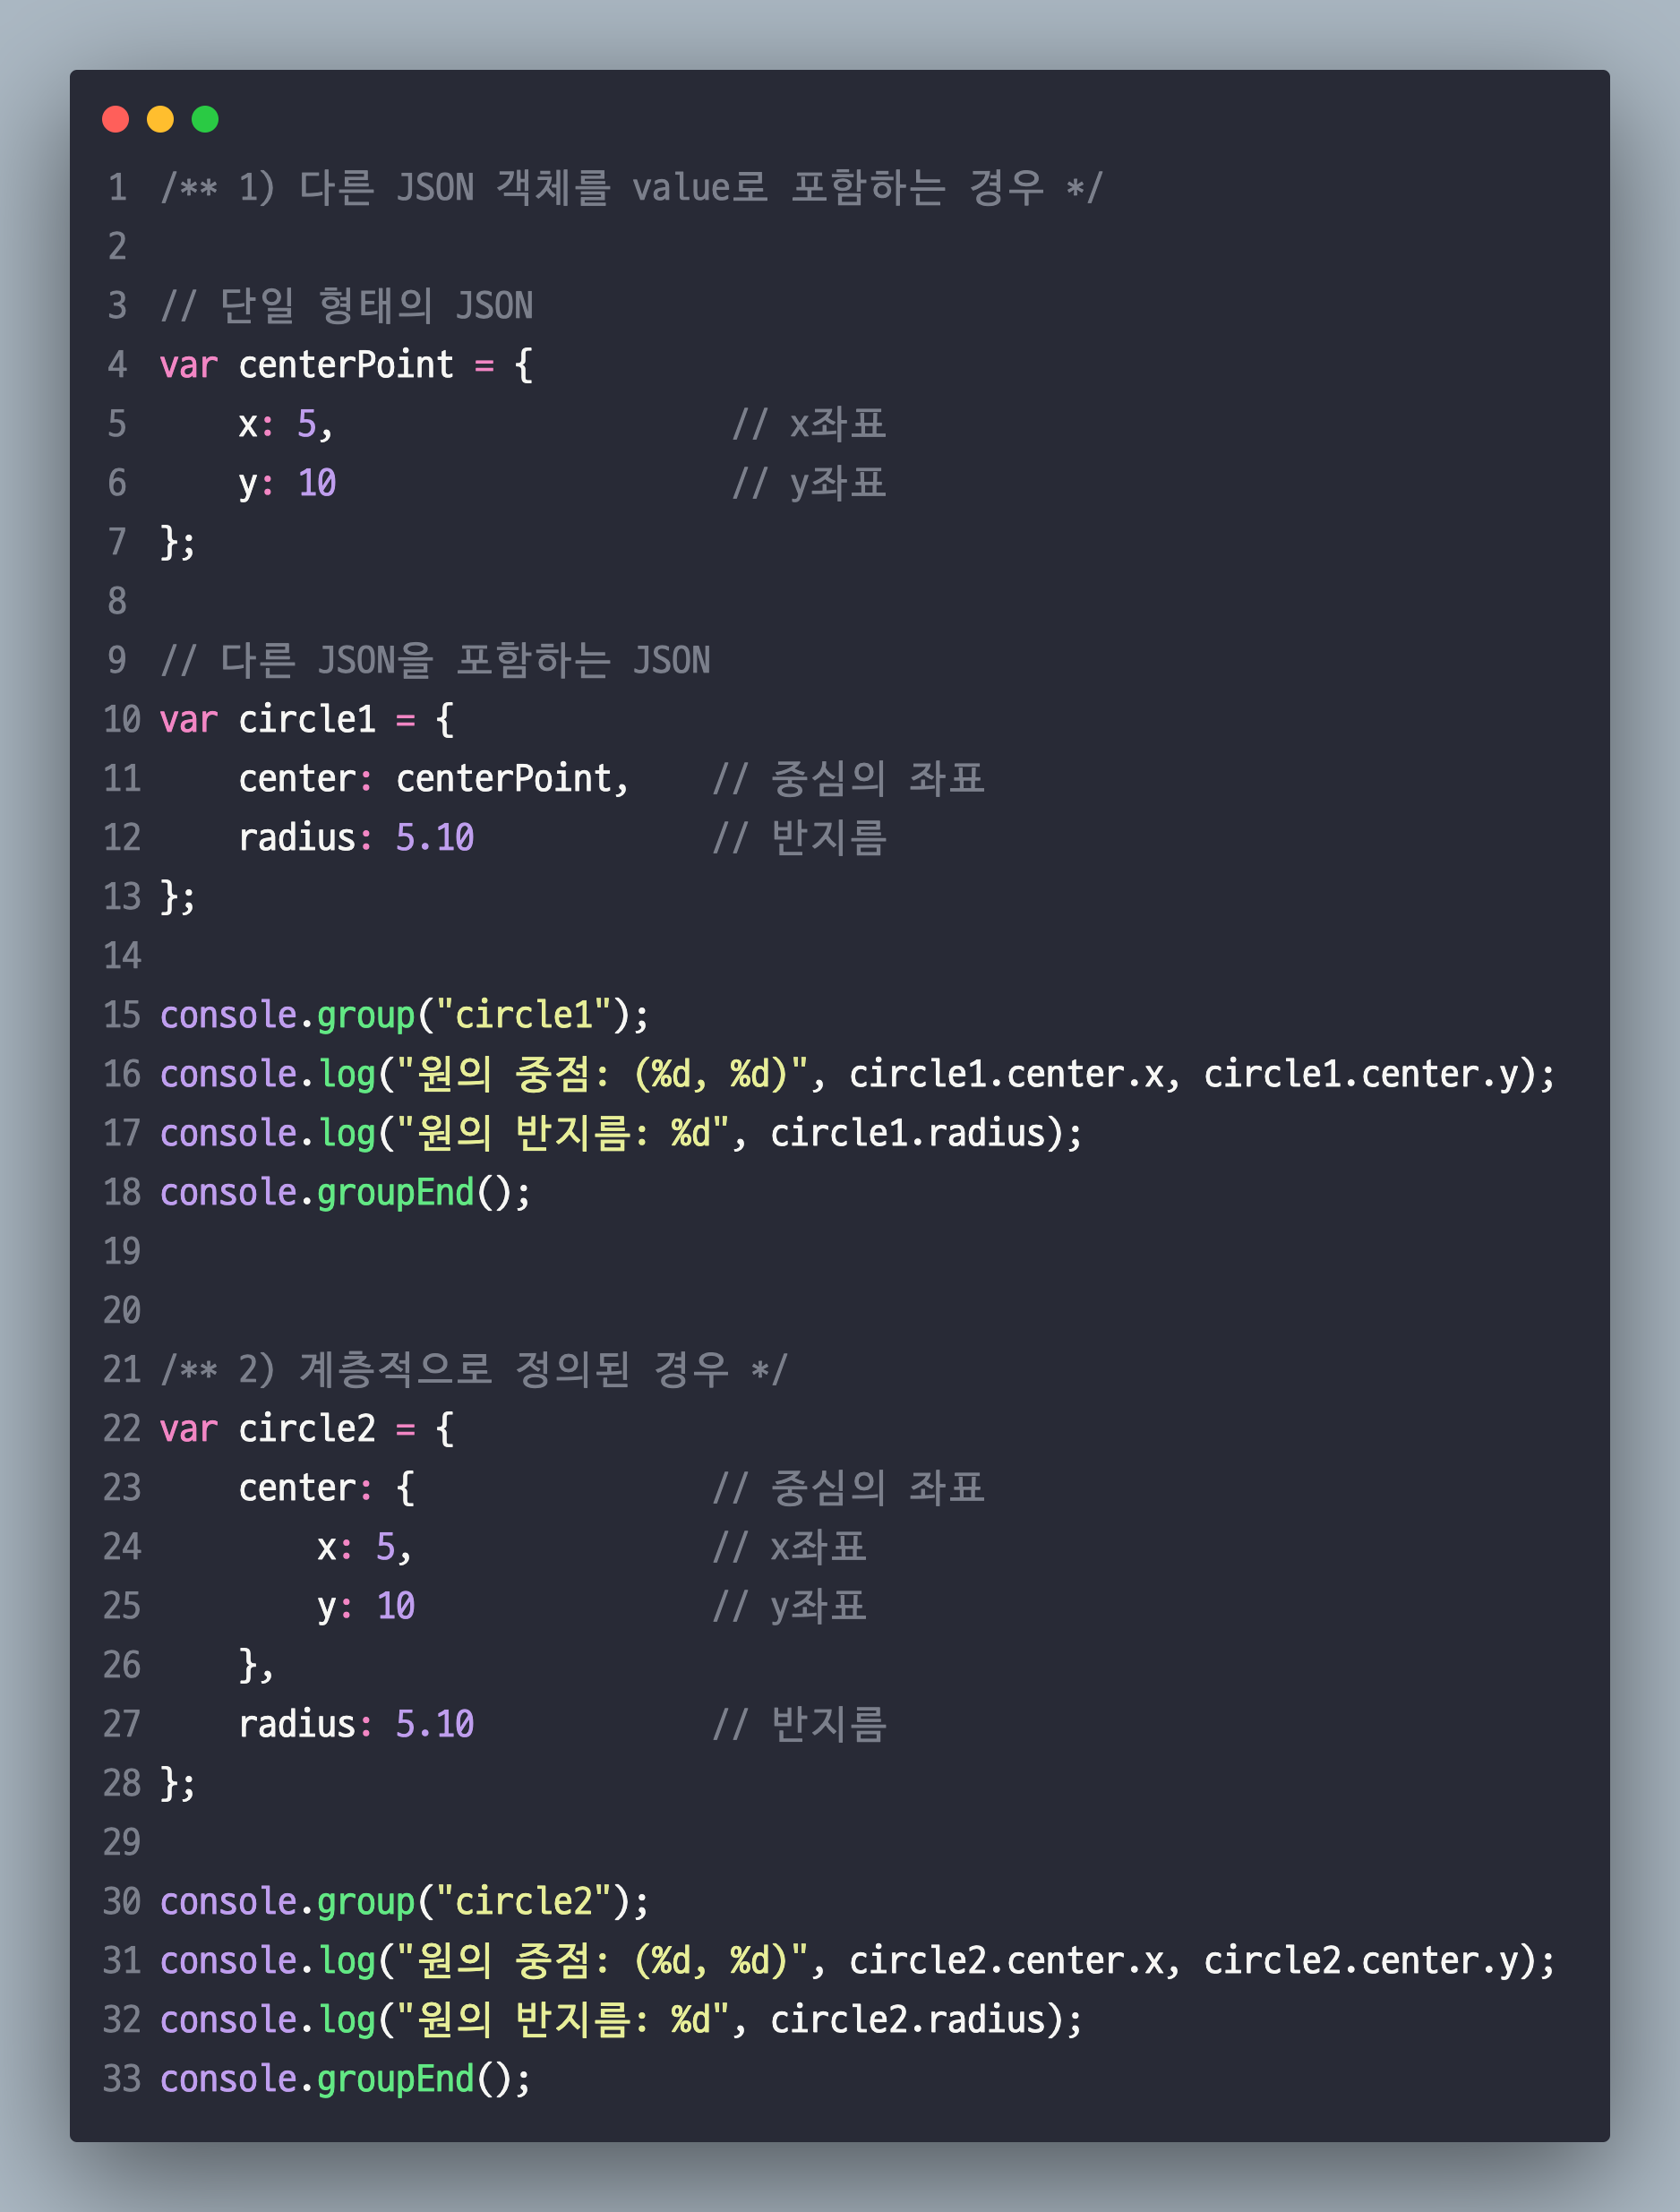 1 /** 1) 다른 JSON 객체를 value로 포함하는 경우 */
2
3 // 단일 형태의 JSON
4 var centerPoint = {
5     x: 5,                    // x좌표
6     y: 10                    // y좌표
7 };
8
9 // 다른 JSON을 포함하는 JSON
10 var circle1 = {
11     center: centerPoint,    // 중심의 좌표
12     radius: 5.10            // 반지름
13 };
14
15 console.group("circle1");
16 console.log("원의 중점: (%d, %d)", circle1.center.x, circle1.center.y);
17 console.log("원의 반지름: %d", circle1.radius);
18 console.groupEnd();
19
20
21 /** 2) 계층적으로 정의된 경우 */
22 var circle2 = {
23     center: {               // 중심의 좌표
24         x: 5,               // x좌표
25         y: 10               // y좌표
26     },
27     radius: 5.10            // 반지름
28 };
29
30 console.group("circle2");
31 console.log("원의 중점: (%d, %d)", circle2.center.x, circle2.center.y);
32 console.log("원의 반지름: %d", circle2.radius);
33 console.groupEnd();